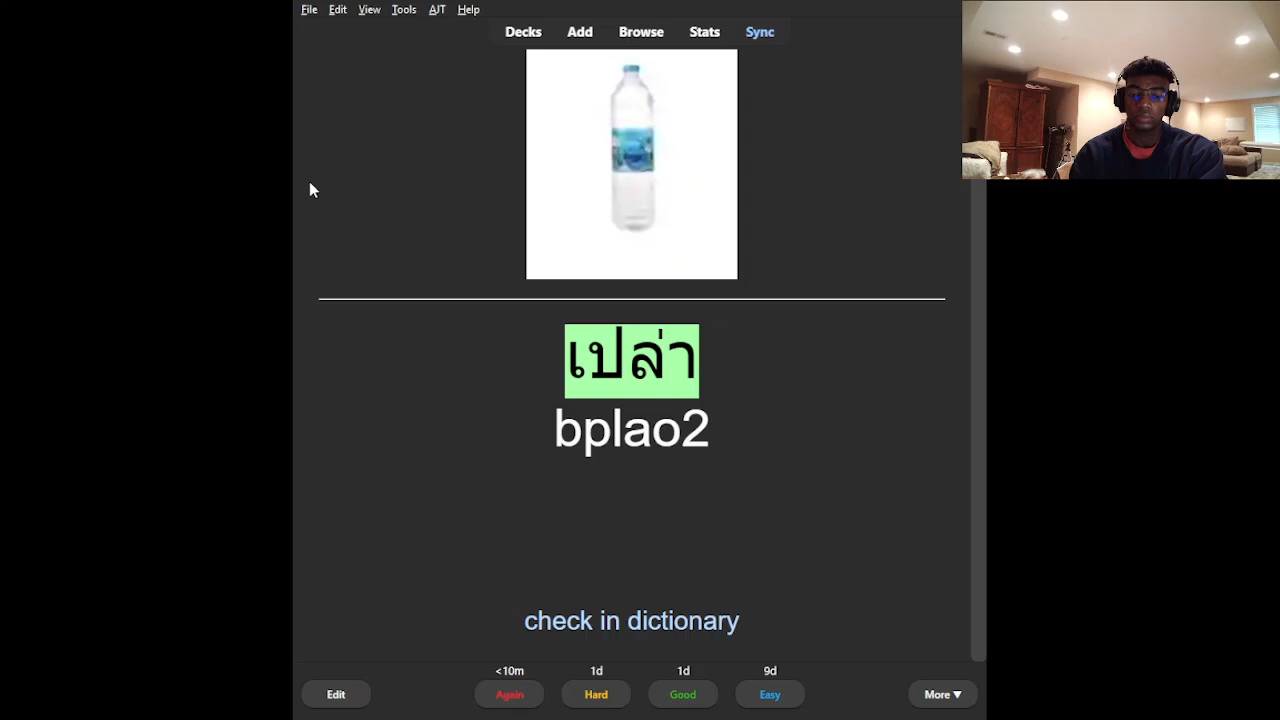 File Edit View Tools AJT Help
Decks Add Browse Stats Sync
เปล่า
bplao2
check in dictionary
<10m 1d 1d 9d
Edit Again Hard Good Easy More ▼